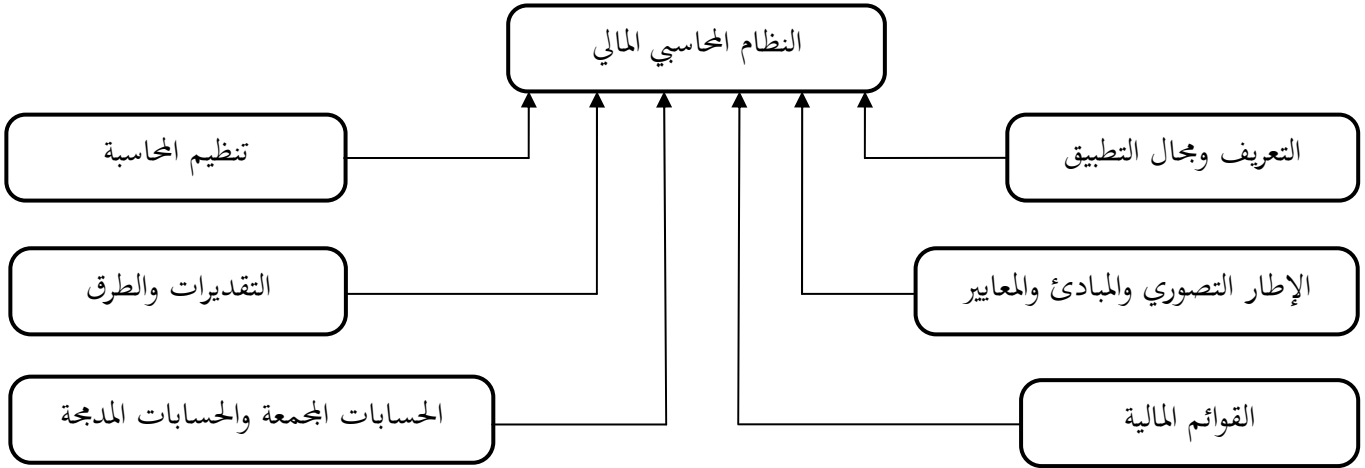 النظام المحاسبي المالي
التعريف ومجال التطبيق
تنظيم المحاسبة
الإطار التصوري والمبادئ والمعايير
التقديرات والطرق
القوائم المالية
الحسابات المجمعة والحسابات المدمجة